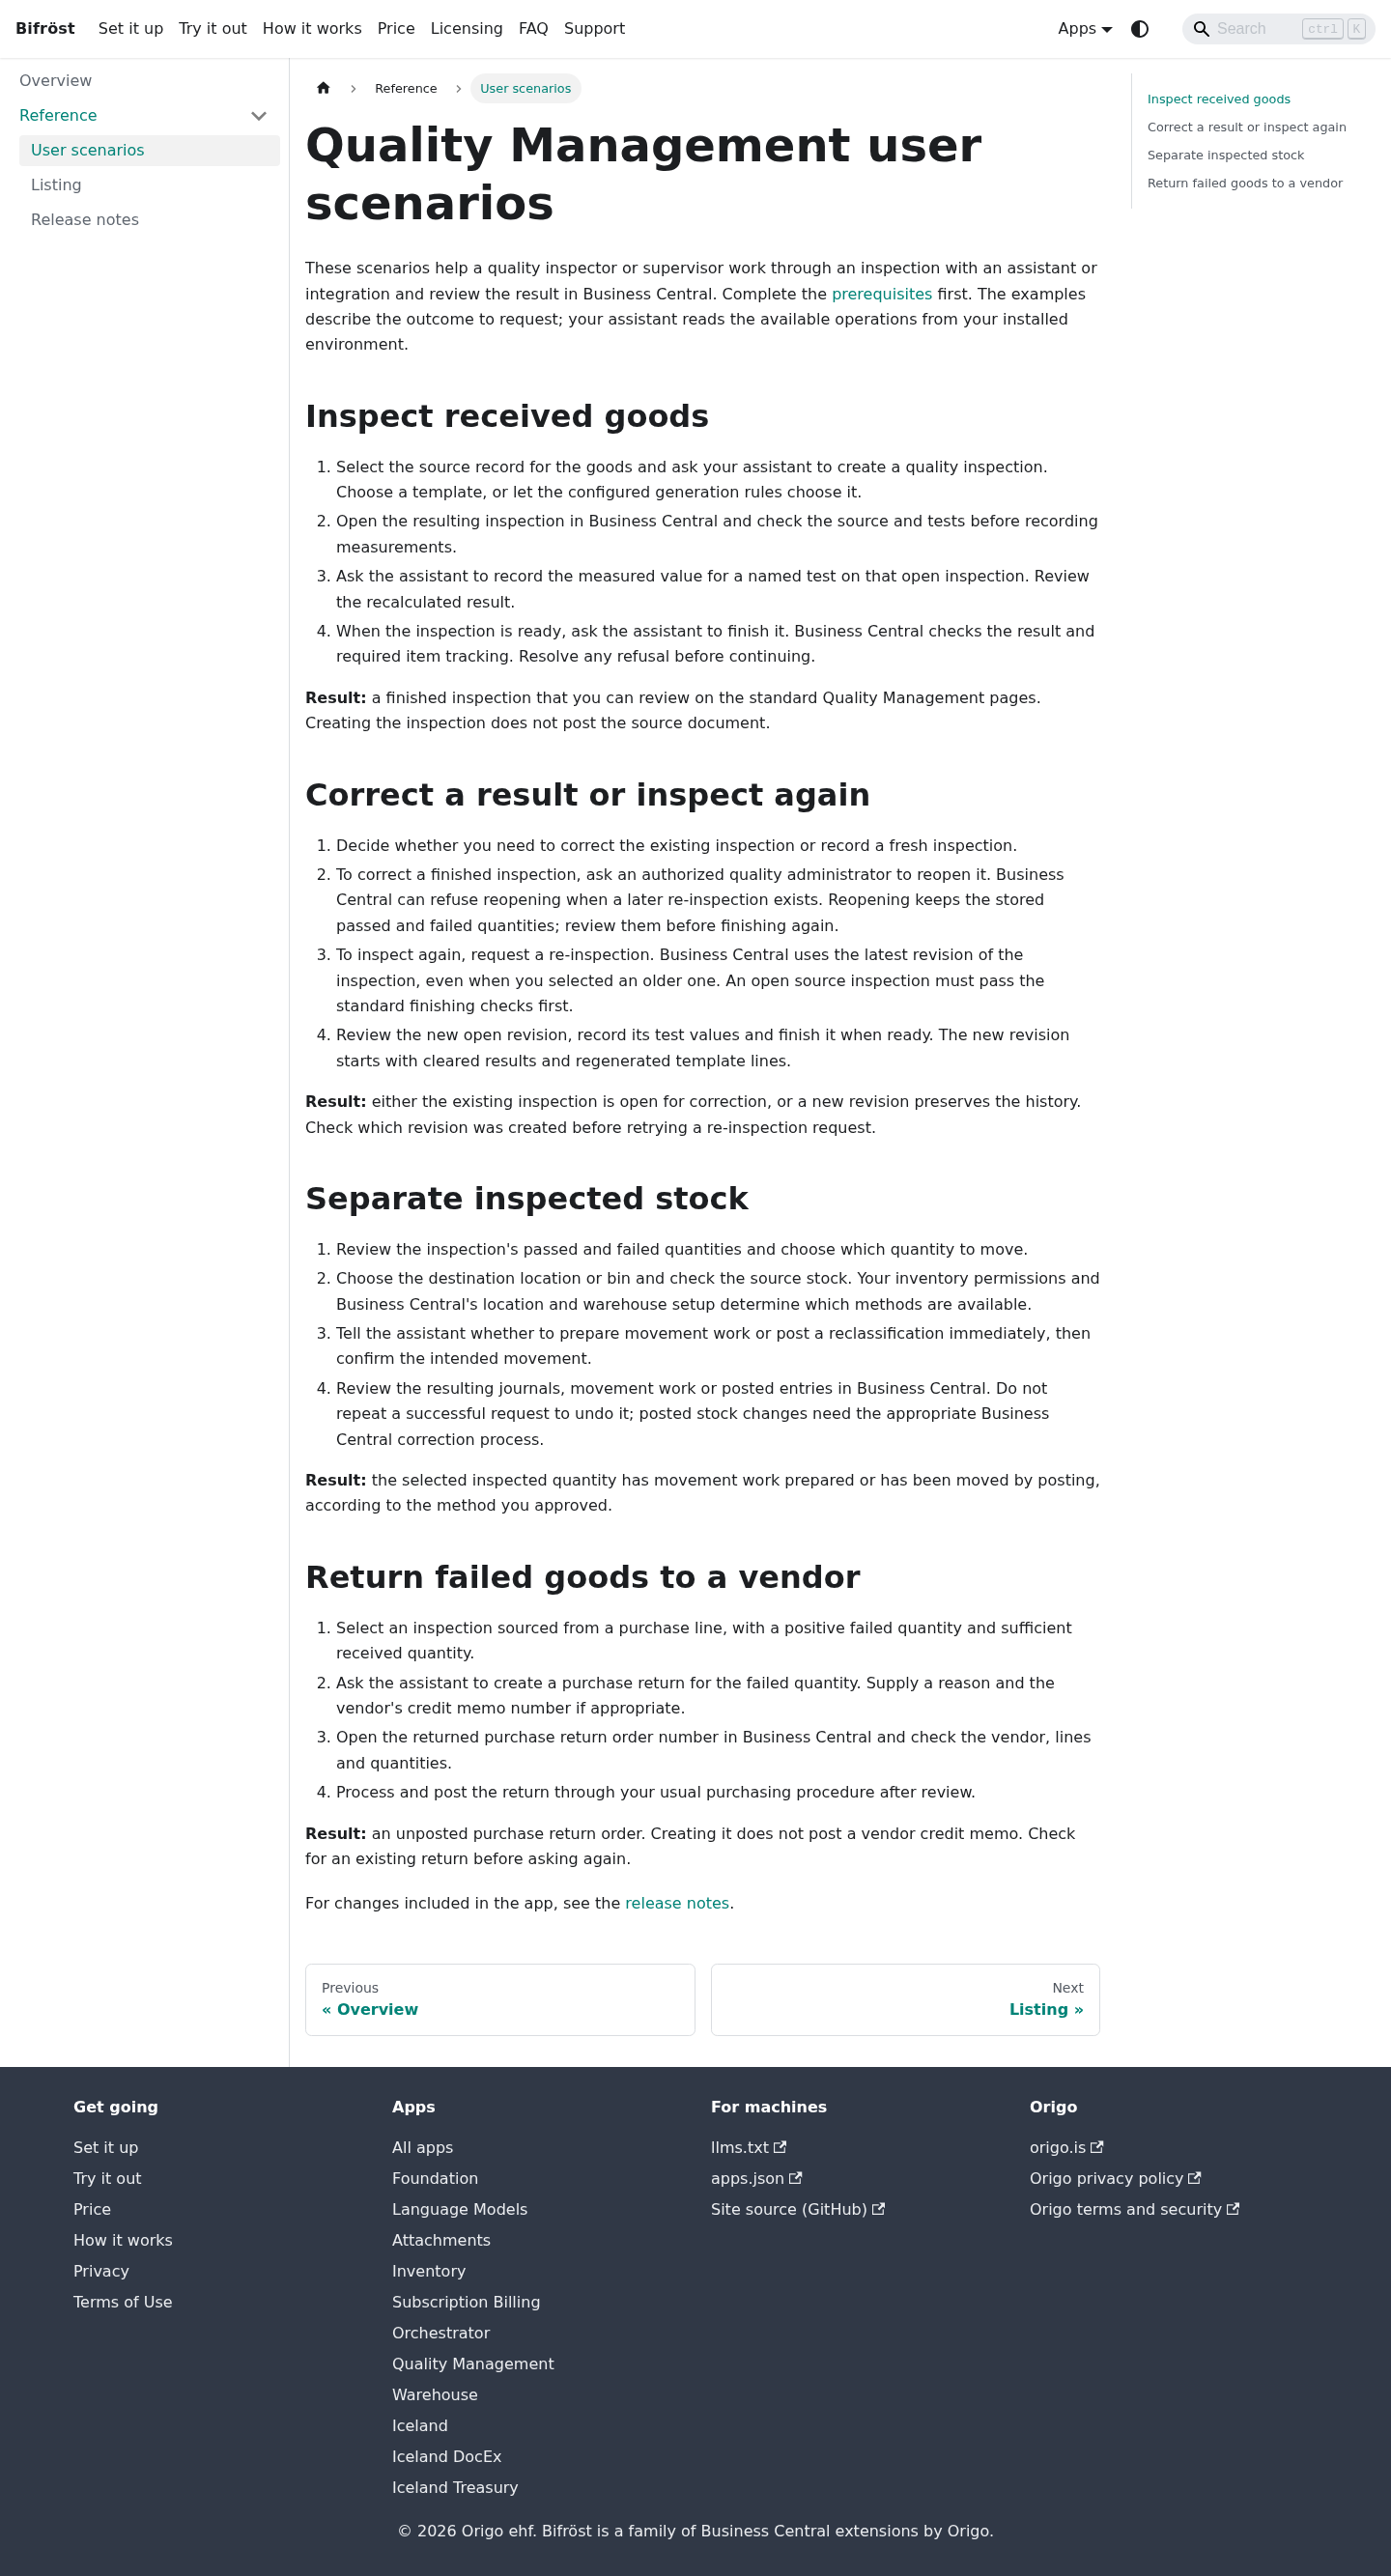 Bifröst Set it up Try it out How it works Price Licensing FAQ Support Apps Search ctrl K
Overview
Reference
User scenarios
Listing
Release notes
Reference User scenarios
Quality Management user
scenarios
These scenarios help a quality inspector or supervisor work through an inspection with an assistant or
integration and review the result in Business Central. Complete the prerequisites first. The examples
describe the outcome to request; your assistant reads the available operations from your installed
environment.
Inspect received goods
1. Select the source record for the goods and ask your assistant to create a quality inspection.
Choose a template, or let the configured generation rules choose it.
2. Open the resulting inspection in Business Central and check the source and tests before recording
measurements.
3. Ask the assistant to record the measured value for a named test on that open inspection. Review
the recalculated result.
4. When the inspection is ready, ask the assistant to finish it. Business Central checks the result and
required item tracking. Resolve any refusal before continuing.
Result: a finished inspection that you can review on the standard Quality Management pages.
Creating the inspection does not post the source document.
Correct a result or inspect again
1. Decide whether you need to correct the existing inspection or record a fresh inspection.
2. To correct a finished inspection, ask an authorized quality administrator to reopen it. Business
Central can refuse reopening when a later re-inspection exists. Reopening keeps the stored
passed and failed quantities; review them before finishing again.
3. To inspect again, request a re-inspection. Business Central uses the latest revision of the
inspection, even when you selected an older one. An open source inspection must pass the
standard finishing checks first.
4. Review the new open revision, record its test values and finish it when ready. The new revision
starts with cleared results and regenerated template lines.
Result: either the existing inspection is open for correction, or a new revision preserves the history.
Check which revision was created before retrying a re-inspection request.
Separate inspected stock
1. Review the inspection's passed and failed quantities and choose which quantity to move.
2. Choose the destination location or bin and check the source stock. Your inventory permissions and
Business Central's location and warehouse setup determine which methods are available.
3. Tell the assistant whether to prepare movement work or post a reclassification immediately, then
confirm the intended movement.
4. Review the resulting journals, movement work or posted entries in Business Central. Do not
repeat a successful request to undo it; posted stock changes need the appropriate Business
Central correction process.
Result: the selected inspected quantity has movement work prepared or has been moved by posting,
according to the method you approved.
Return failed goods to a vendor
1. Select an inspection sourced from a purchase line, with a positive failed quantity and sufficient
received quantity.
2. Ask the assistant to create a purchase return for the failed quantity. Supply a reason and the
vendor's credit memo number if appropriate.
3. Open the returned purchase return order number in Business Central and check the vendor, lines
and quantities.
4. Process and post the return through your usual purchasing procedure after review.
Result: an unposted purchase return order. Creating it does not post a vendor credit memo. Check
for an existing return before asking again.
For changes included in the app, see the release notes.
Previous
« Overview
Next
Listing »
Inspect received goods
Correct a result or inspect again
Separate inspected stock
Return failed goods to a vendor
Get going
Set it up
Try it out
Price
How it works
Privacy
Terms of Use
Apps
All apps
Foundation
Language Models
Attachments
Inventory
Subscription Billing
Orchestrator
Quality Management
Warehouse
Iceland
Iceland DocEx
Iceland Treasury
For machines
llms.txt
apps.json
Site source (GitHub)
Origo
origo.is
Origo privacy policy
Origo terms and security
© 2026 Origo ehf. Bifröst is a family of Business Central extensions by Origo.